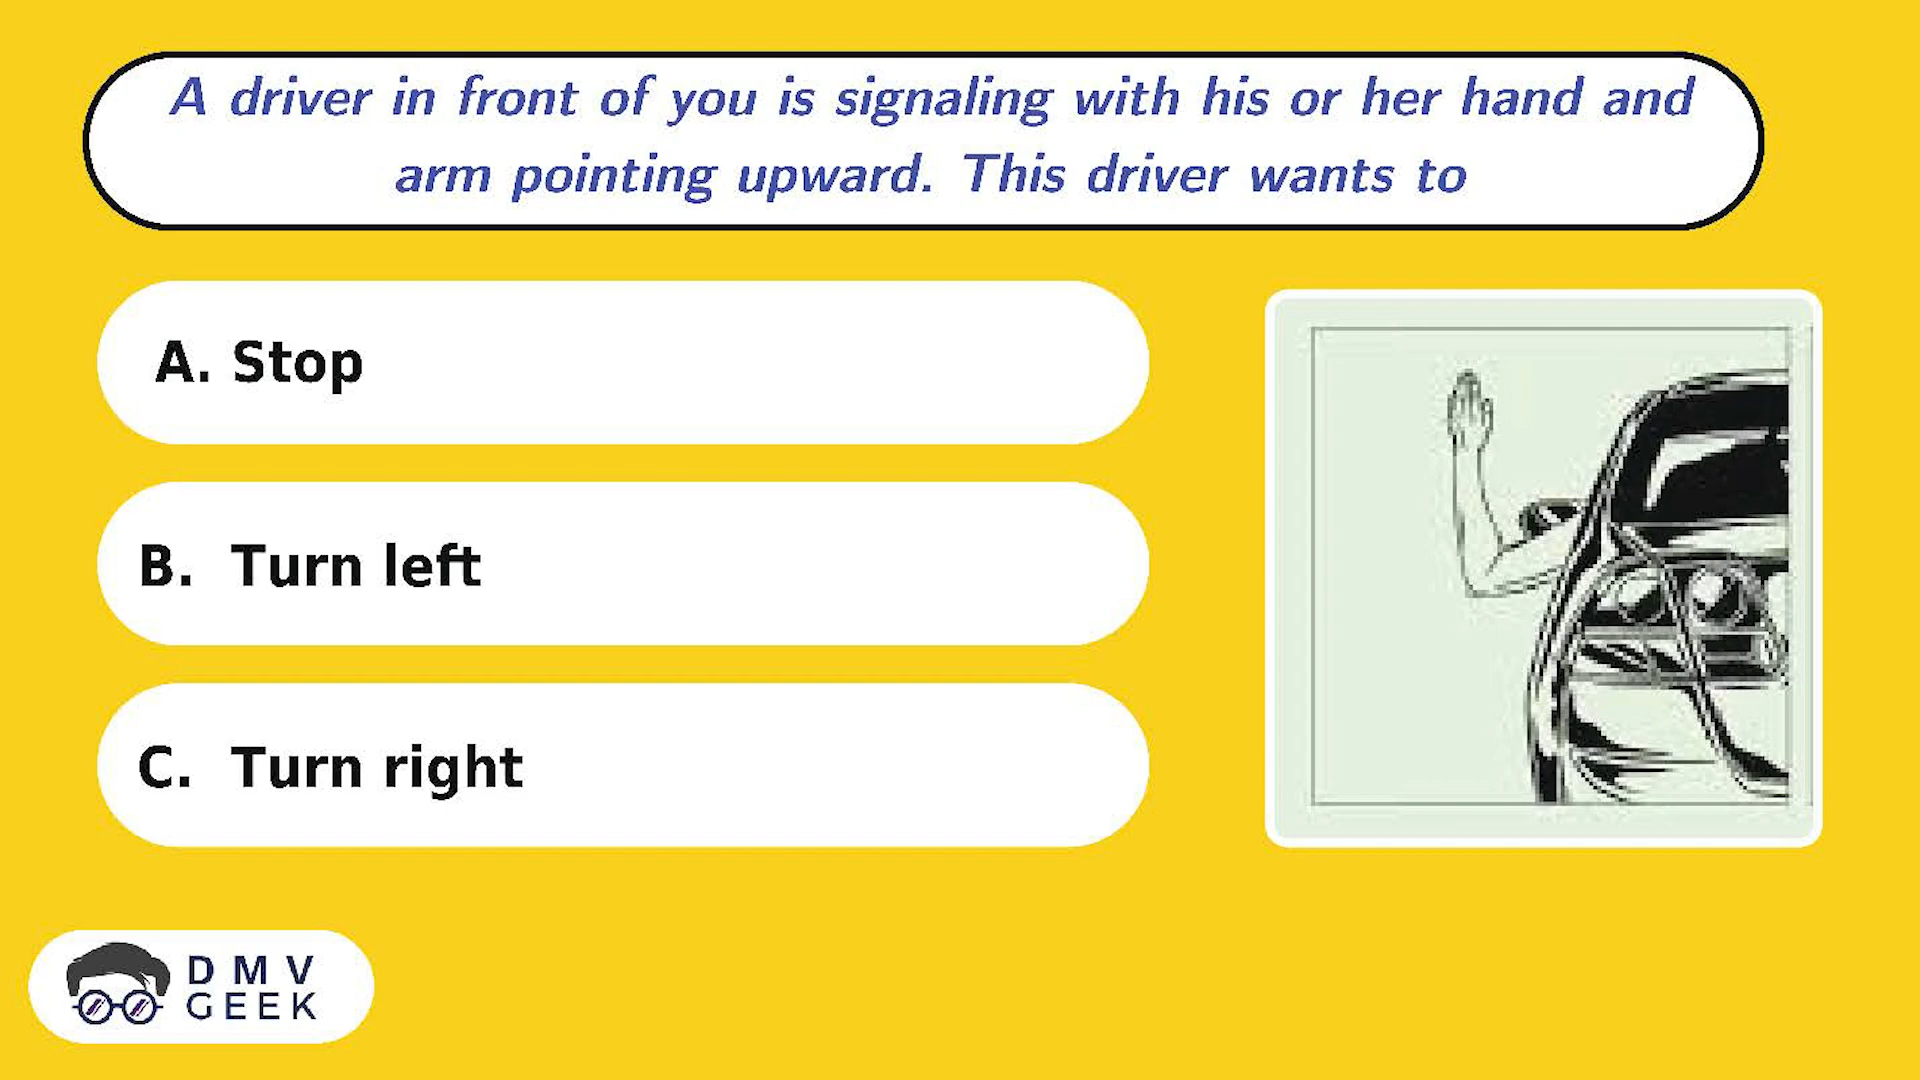 A driver in front of you is signaling with his or her hand and
arm pointing upward. This driver wants to
A. Stop
B. Turn left
C. Turn right
DMV
GEEK